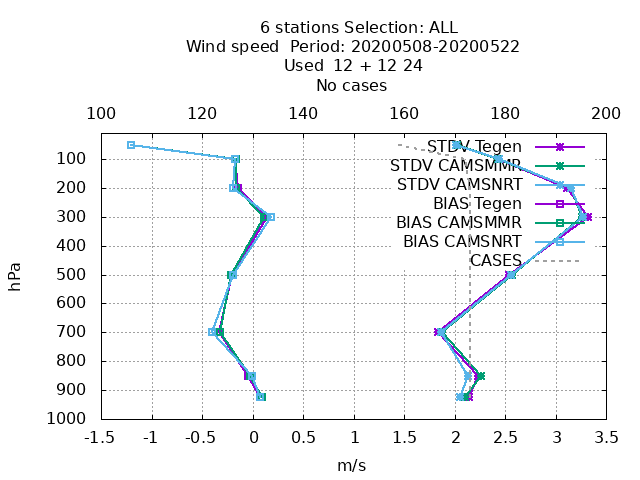 6 stations Selection: ALL
Wind speed  Period: 20200508-20200522
Used  12 + 12 24
No cases
100 120 140 160 180 200
STDV Tegen
STDV CAMSMMR
STDV CAMSNRT
BIAS Tegen
BIAS CAMSMMR
BIAS CAMSNRT
CASES
100
200
300
400
500
600
700
800
900
1000
hPa
-1.5 -1 -0.5 0 0.5 1 1.5 2 2.5 3 3.5
m/s